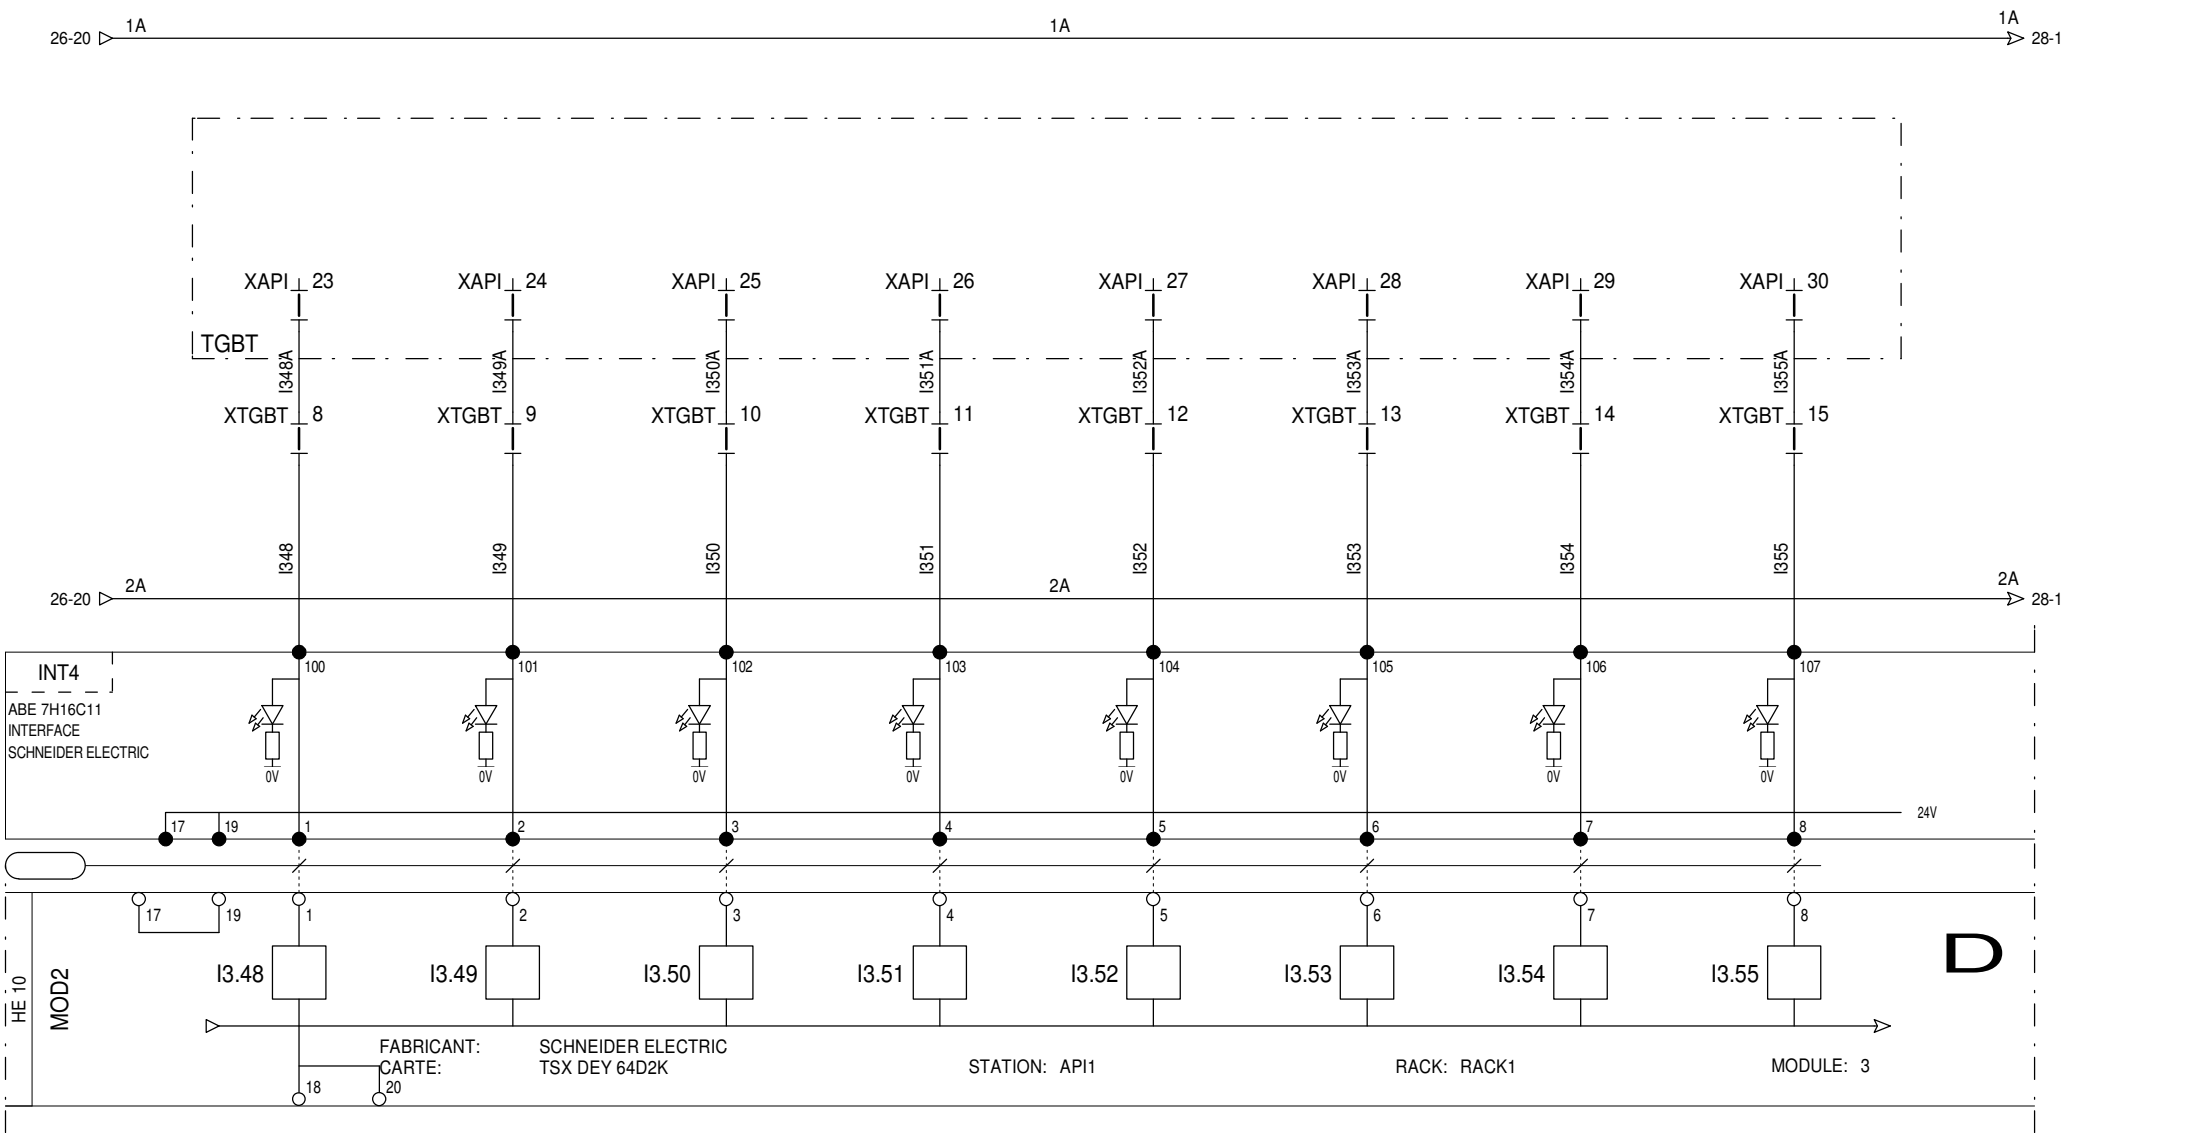 1A 1A 1A
26-20 28-1
XAPI 23 XAPI 24 XAPI 25 XAPI 26 XAPI 27 XAPI 28 XAPI 29 XAPI 30
TGBT
I348A I349A I350A I351A I352A I353A I354A I355A
XTGBT 8 XTGBT 9 XTGBT 10 XTGBT 11 XTGBT 12 XTGBT 13 XTGBT 14 XTGBT 15
I348 I349 I350 I351 I352 I353 I354 I355
2A 2A 2A
26-20 28-1
100 101 102 103 104 105 106 107
INT4
ABE 7H16C11
INTERFACE
SCHNEIDER ELECTRIC
0V 0V 0V 0V 0V 0V 0V 0V
24V
17 19 1 2 3 4 5 6 7 8
17 19 1 2 3 4 5 6 7 8
HE 10
MOD2
I3.48 I3.49 I3.50 I3.51 I3.52 I3.53 I3.54 I3.55
D
FABRICANT: SCHNEIDER ELECTRIC
CARTE: TSX DEY 64D2K STATION: API1 RACK: RACK1 MODULE: 3
18 20